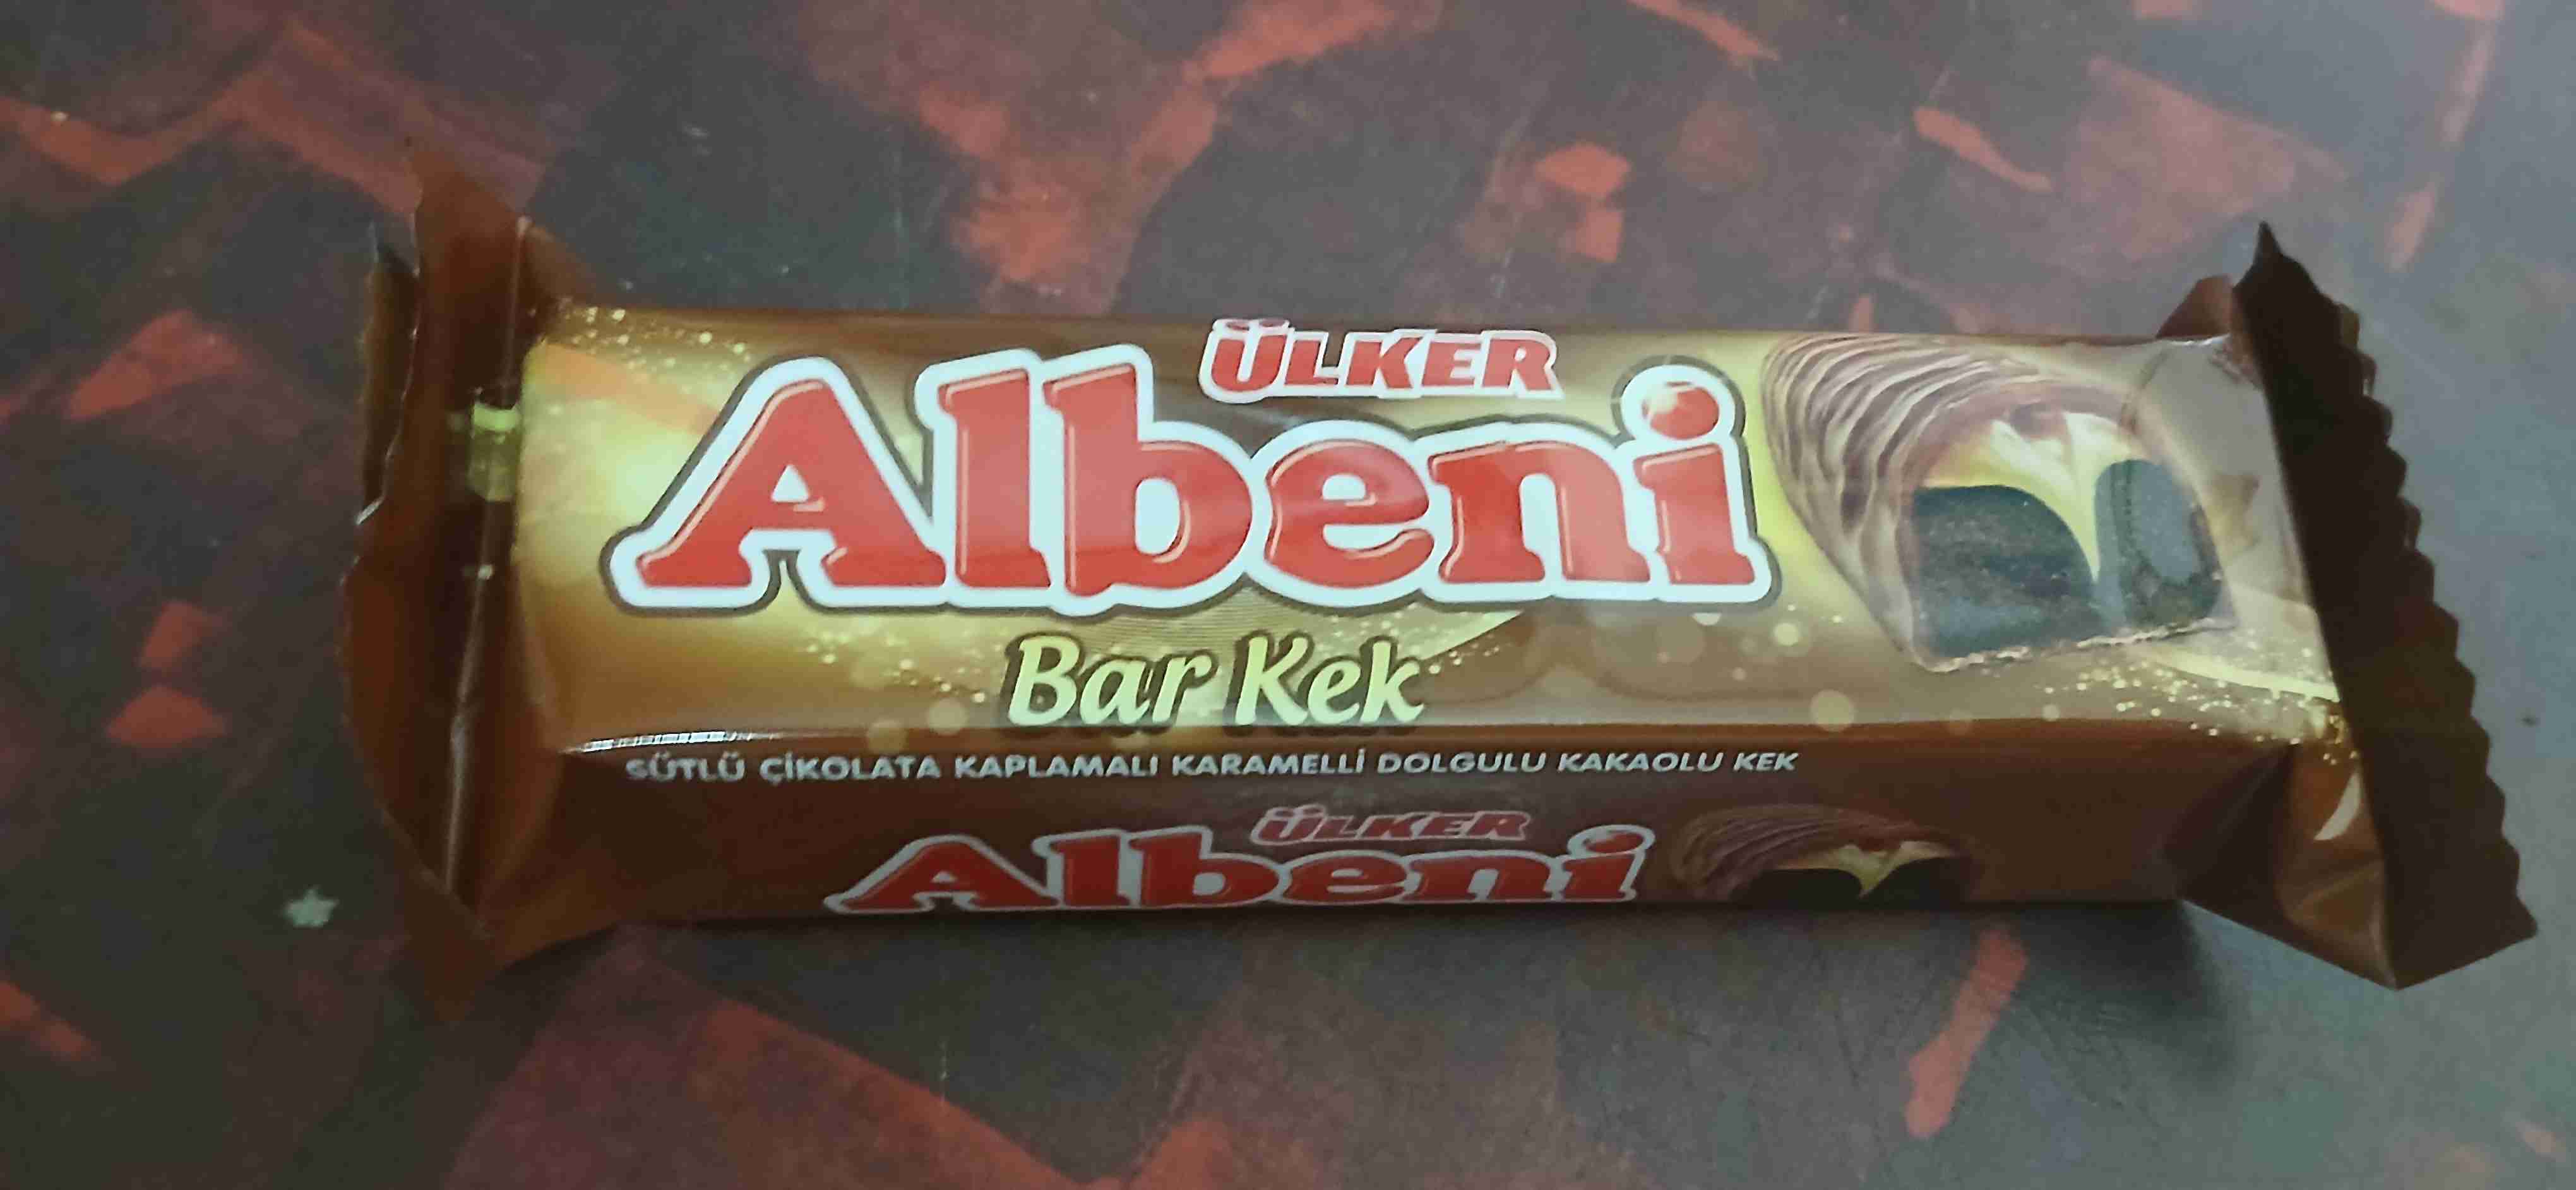 ÜLKER
Albeni
Bar Kek
SÜTLÜ ÇİKOLATA KAPLAMALI KARAMELLİ DOLGULU KAKAOLU KEK
ÜLKER
Albeni